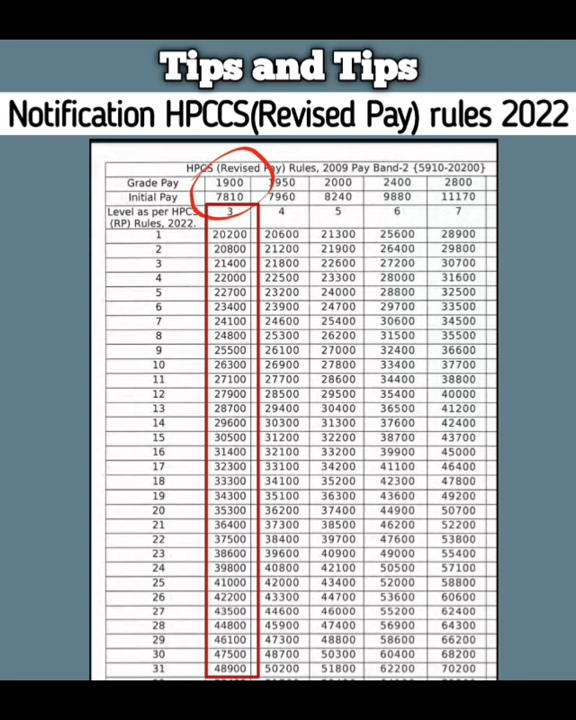 Tips and Tips
Notification HPCCS(Revised Pay) rules 2022
HPCS (Revised Pay) Rules, 2009 Pay Band-2 {5910-20200}
Grade Pay 1900 1950 2000 2400 2800
Initial Pay 7810 7960 8240 9880 11170
Level as per HPCS 3 4 5 6 7
(RP) Rules, 2022.
1 20200 20600 21300 25600 28900
2 20800 21200 21900 26400 29800
3 21400 21800 22600 27200 30700
4 22000 22500 23300 28000 31600
5 22700 23200 24000 28800 32500
6 23400 23900 24700 29700 33500
7 24100 24600 25400 30600 34500
8 24800 25300 26200 31500 35500
9 25500 26100 27000 32400 36600
10 26300 26900 27800 33400 37700
11 27100 27700 28600 34400 38800
12 27900 28500 29500 35400 40000
13 28700 29400 30400 36500 41200
14 29600 30300 31300 37600 42400
15 30500 31200 32200 38700 43700
16 31400 32100 33200 39900 45000
17 32300 33100 34200 41100 46400
18 33300 34100 35200 42300 47800
19 34300 35100 36300 43600 49200
20 35300 36200 37400 44900 50700
21 36400 37300 38500 46200 52200
22 37500 38400 39700 47600 53800
23 38600 39600 40900 49000 55400
24 39800 40800 42100 50500 57100
25 41000 42000 43400 52000 58800
26 42200 43300 44700 53600 60600
27 43500 44600 46000 55200 62400
28 44800 45900 47400 56900 64300
29 46100 47300 48800 58600 66200
30 47500 48700 50300 60400 68200
31 48900 50200 51800 62200 70200